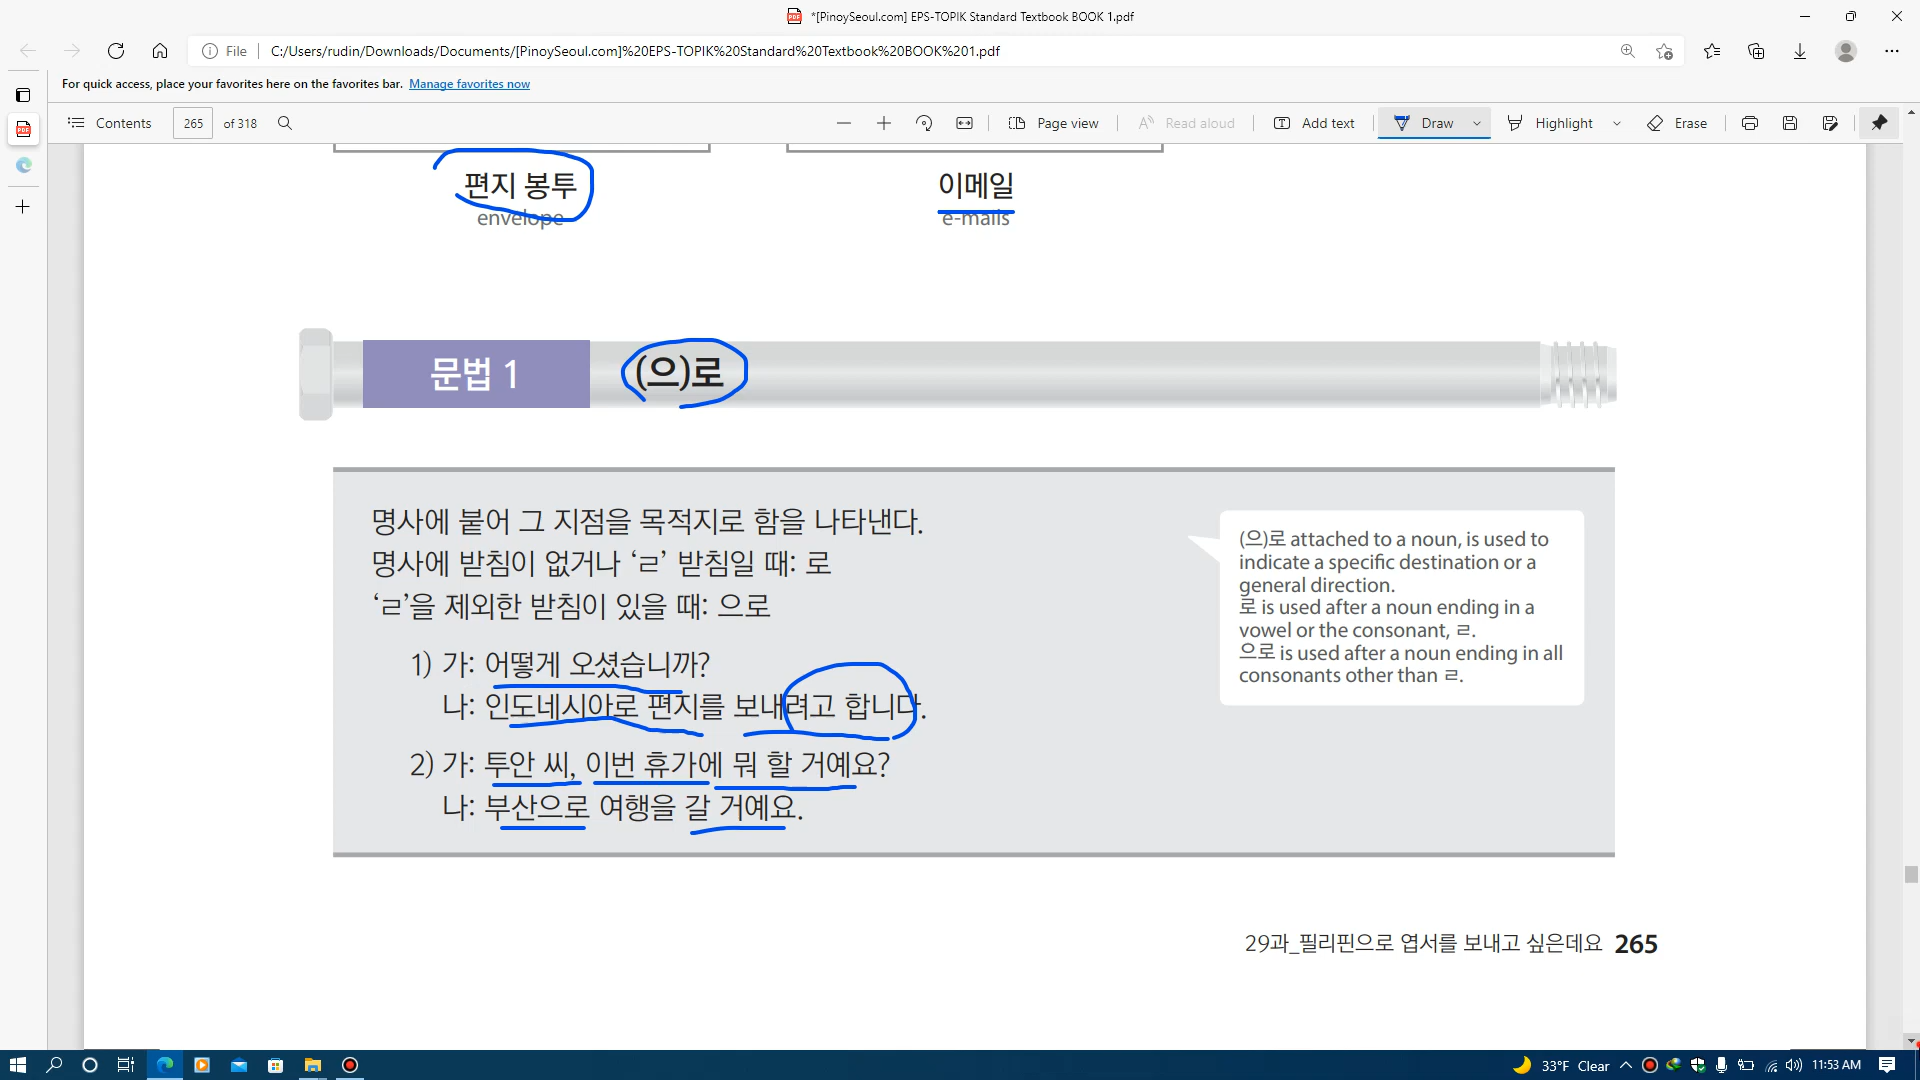 *[PinoySeoul.com] EPS-TOPIK Standard Textbook BOOK 1.pdf
File
C:/Users/rudin/Downloads/Documents/[PinoySeoul.com]%20EPS-TOPIK%20Standard%20Textbook%20BOOK%201.pdf
For quick access, place your favorites here on the favorites bar. Manage favorites now
Contents 265 of 318 Page view Read aloud Add text Draw Highlight Erase
편지 봉투
envelope
이메일
e-mails
문법 1 (으)로
명사에 붙어 그 지점을 목적지로 함을 나타낸다.
명사에 받침이 없거나 ‘ㄹ’ 받침일 때: 로
‘ㄹ’을 제외한 받침이 있을 때: 으로
1) 가: 어떻게 오셨습니까?
나: 인도네시아로 편지를 보내려고 합니다.
2) 가: 투안 씨, 이번 휴가에 뭐 할 거예요?
나: 부산으로 여행을 갈 거예요.
(으)로 attached to a noun, is used to
indicate a specific destination or a
general direction.
로 is used after a noun ending in a
vowel or the consonant, ㄹ.
으로 is used after a noun ending in all
consonants other than ㄹ.
29과_필리핀으로 엽서를 보내고 싶은데요 265
33°F Clear 11:53 AM